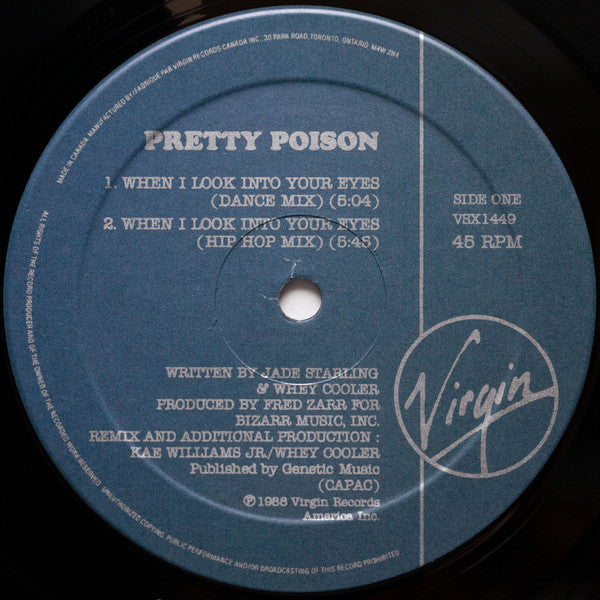 MADE IN CANADA. MANUFACTURED BY/FABRIQUE PAR VIRGIN RECORDS CANADA INC., 30 PARK ROAD, TORONTO, ONTARIO. M4W 2N4
PRETTY POISON
1. WHEN I LOOK INTO YOUR EYES
(DANCE MIX) (5:04)
2. WHEN I LOOK INTO YOUR EYES
(HIP HOP MIX) (5:45)
SIDE ONE
VSX1449
45 RPM
Virgin
WRITTEN BY JADE STARLING
& WHEY COOLER
PRODUCED BY FRED ZARR FOR
BIZARR MUSIC, INC.
REMIX AND ADDITIONAL PRODUCTION :
KAE WILLIAMS JR/WHEY COOLER
Published by Genetic Music
(CAPAC)
℗ 1988 Virgin Records
America Inc.
ALL RIGHTS OF THE RECORD PRODUCER AND OF THE OWNER OF THE RECORDED WORK RESERVED. UNAUTHORIZED COPYING, PUBLIC PERFORMANCE AND/OR BROADCASTING OF THIS RECORD PROHIBITED